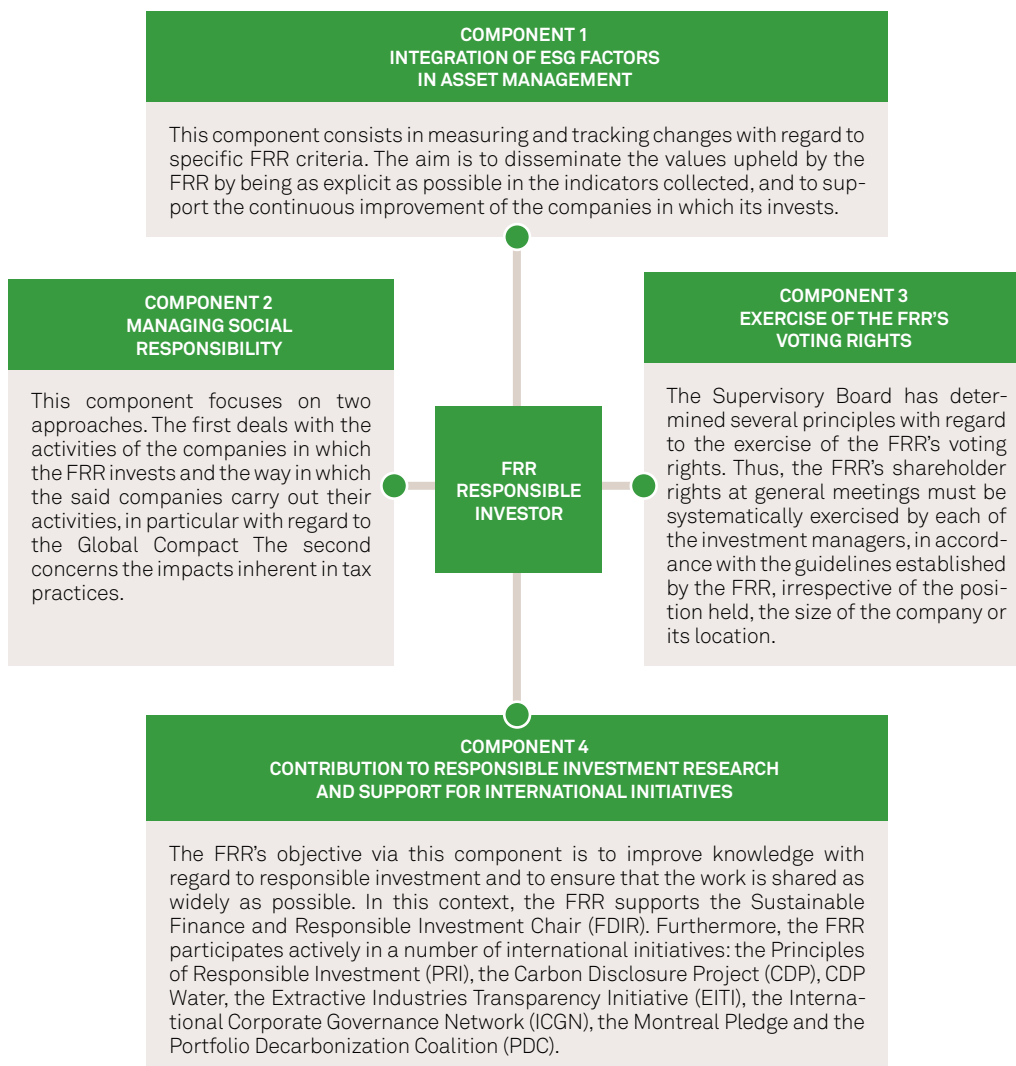 COMPONENT 1
INTEGRATION OF ESG FACTORS
IN ASSET MANAGEMENT
This component consists in measuring and tracking changes with regard to
specific FRR criteria. The aim is to disseminate the values upheld by the
FRR by being as explicit as possible in the indicators collected, and to sup-
port the continuous improvement of the companies in which its invests.
COMPONENT 2
MANAGING SOCIAL
RESPONSIBILITY
This component focuses on two
approaches. The first deals with the
activities of the companies in which
the FRR invests and the way in which
the said companies carry out their
activities, in particular with regard to
the Global Compact The second
concerns the impacts inherent in tax
practices.
FRR
RESPONSIBLE
INVESTOR
COMPONENT 3
EXERCISE OF THE FRR'S
VOTING RIGHTS
The Supervisory Board has deter-
mined several principles with regard
to the exercise of the FRR's voting
rights. Thus, the FRR's shareholder
rights at general meetings must be
systematically exercised by each of
the investment managers, in accord-
ance with the guidelines established
by the FRR, irrespective of the posi-
tion held, the size of the company or
its location.
COMPONENT 4
CONTRIBUTION TO RESPONSIBLE INVESTMENT RESEARCH
AND SUPPORT FOR INTERNATIONAL INITIATIVES
The FRR's objective via this component is to improve knowledge with
regard to responsible investment and to ensure that the work is shared as
widely as possible. In this context, the FRR supports the Sustainable
Finance and Responsible Investment Chair (FDIR). Furthermore, the FRR
participates actively in a number of international initiatives: the Principles
of Responsible Investment (PRI), the Carbon Disclosure Project (CDP), CDP
Water, the Extractive Industries Transparency Initiative (EITI), the Interna-
tional Corporate Governance Network (ICGN), the Montreal Pledge and the
Portfolio Decarbonization Coalition (PDC).